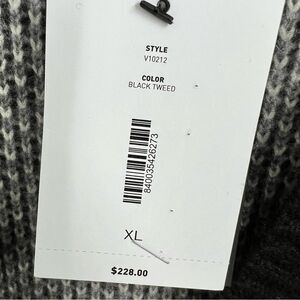 STYLE
V10212
COLOR
BLACK TWEED
840035426273
XL
$228.00